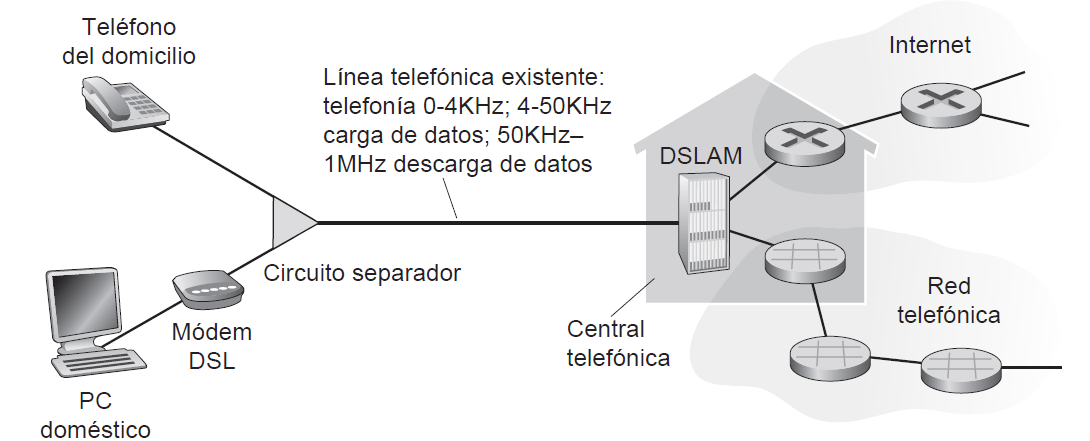 Teléfono
del domicilio
Línea telefónica existente:
telefonía 0-4KHz; 4-50KHz
carga de datos; 50KHz–
1MHz descarga de datos
Internet
DSLAM
Circuito separador
Módem
DSL
PC
doméstico
Central
telefónica
Red
telefónica